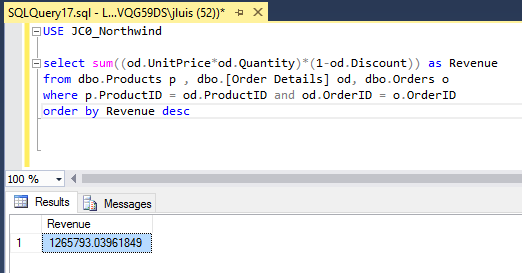 SQLQuery17.sql - L...VQG59DS\jluis (52))*
USE JC0_Northwind
select sum((od.UnitPrice*od.Quantity)*(1-od.Discount)) as Revenue
from dbo.Products p , dbo.[Order Details] od, dbo.Orders o
where p.ProductID = od.ProductID and od.OrderID = o.OrderID
order by Revenue desc
100 %
Results Messages
Revenue
1 1265793.03961849